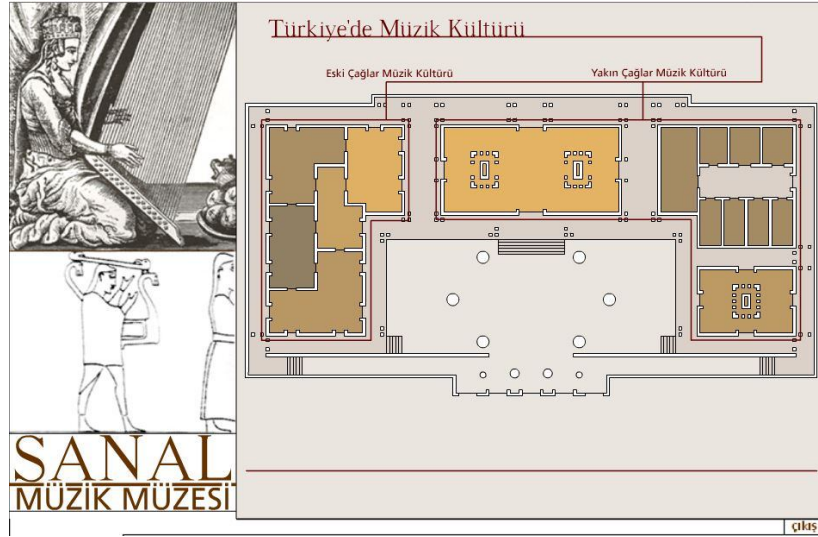 Türkiye'de Müzik Kültürü
Eski Çağlar Müzik Kültürü
Yakın Çağlar Müzik Kültürü
SANAL
MÜZİK MÜZESİ
çıkış